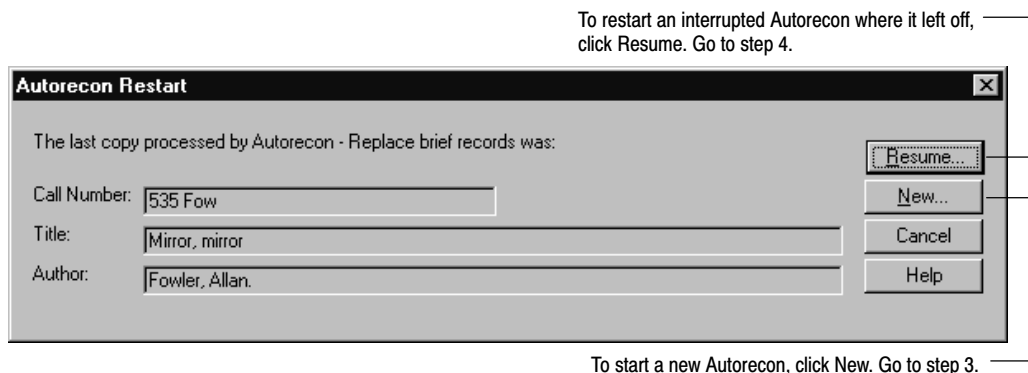 To restart an interrupted Autorecon where it left off,
click Resume. Go to step 4.
Autorecon Restart
The last copy processed by Autorecon - Replace brief records was:
Resume...
Call Number: 535 Fow
New...
Title: Mirror, mirror
Cancel
Author: Fowler, Allan.
Help
To start a new Autorecon, click New. Go to step 3.